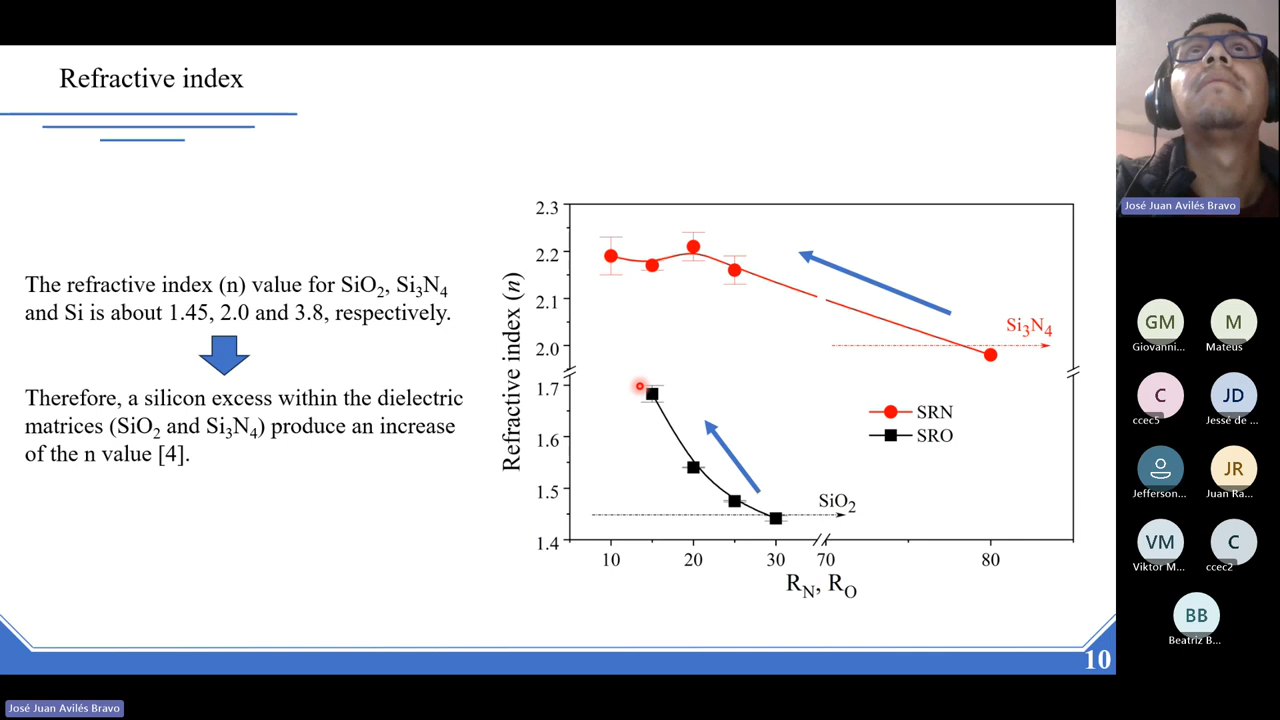 Refractive index
The refractive index (n) value for SiO₂, Si₃N₄
and Si is about 1.45, 2.0 and 3.8, respectively.
Therefore, a silicon excess within the dielectric
matrices (SiO₂ and Si₃N₄) produce an increase
of the n value [4].
2.3
2.2
2.1
2.0
1.7
1.6
1.5
1.4
Refractive index (n)
Si₃N₄
SRN
SRO
SiO₂
10 20 30 70 80
R_N, R_O
10
José Juan Avilés Bravo
GM
Giovanni...
M
Mateus
C
ccec5
JD
Jessé de ...
Jefferson...
JR
Juan Ra...
VM
Viktor M...
C
ccec2
BB
Beatriz B...
José Juan Avilés Bravo